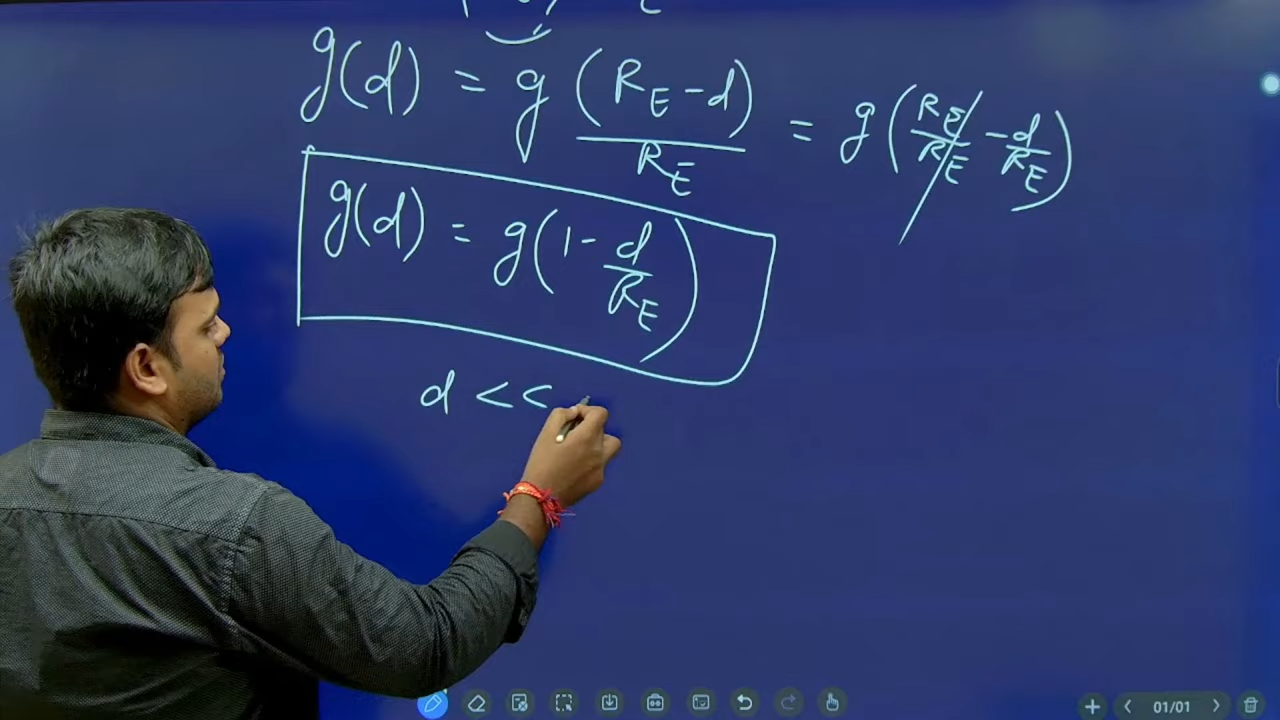 g(d) = g (R_E - d) / R_E = g (R_E / R_E - d / R_E)
g(d) = g (1 - d / R_E)
d <<
01/01